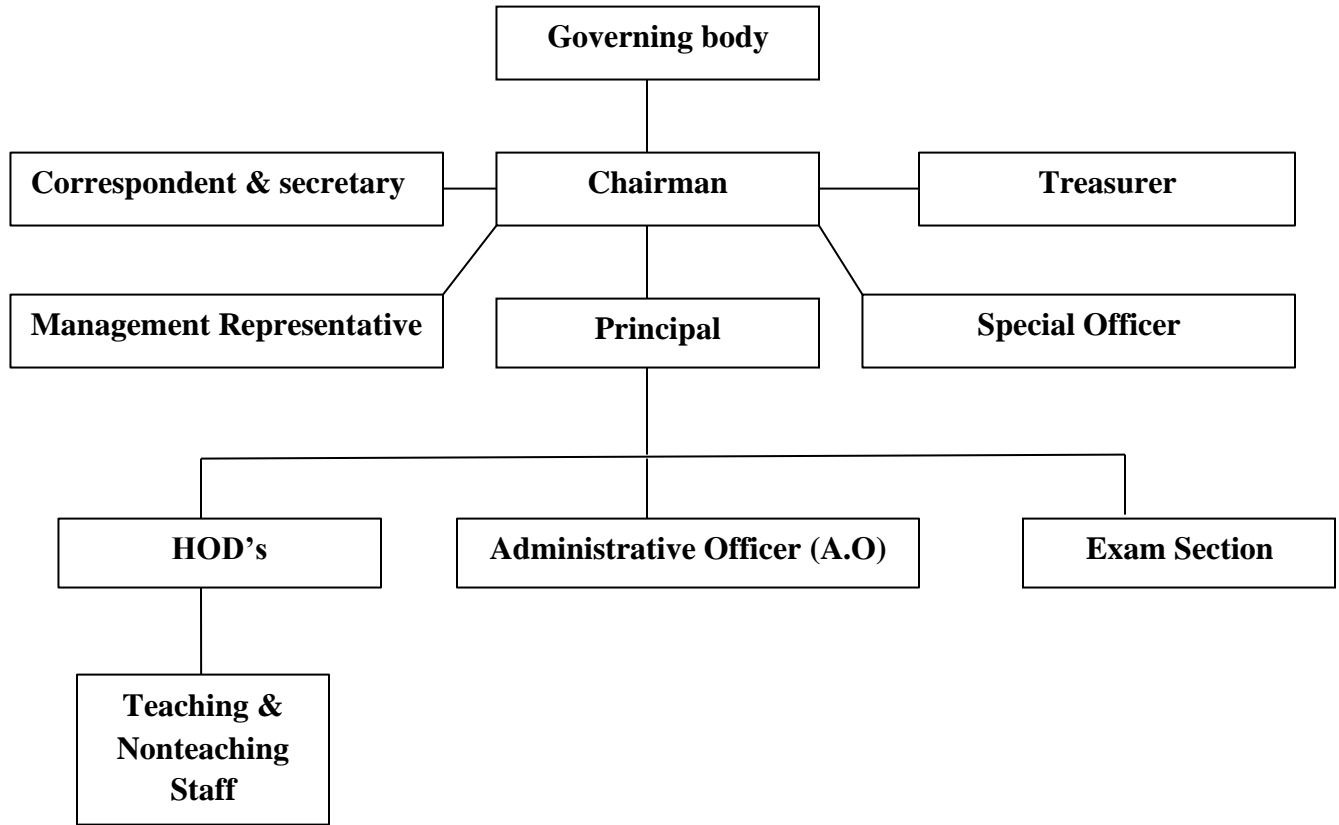 Governing body
Correspondent & secretary
Chairman
Treasurer
Management Representative
Principal
Special Officer
HOD’s
Administrative Officer (A.O)
Exam Section
Teaching &
Nonteaching
Staff